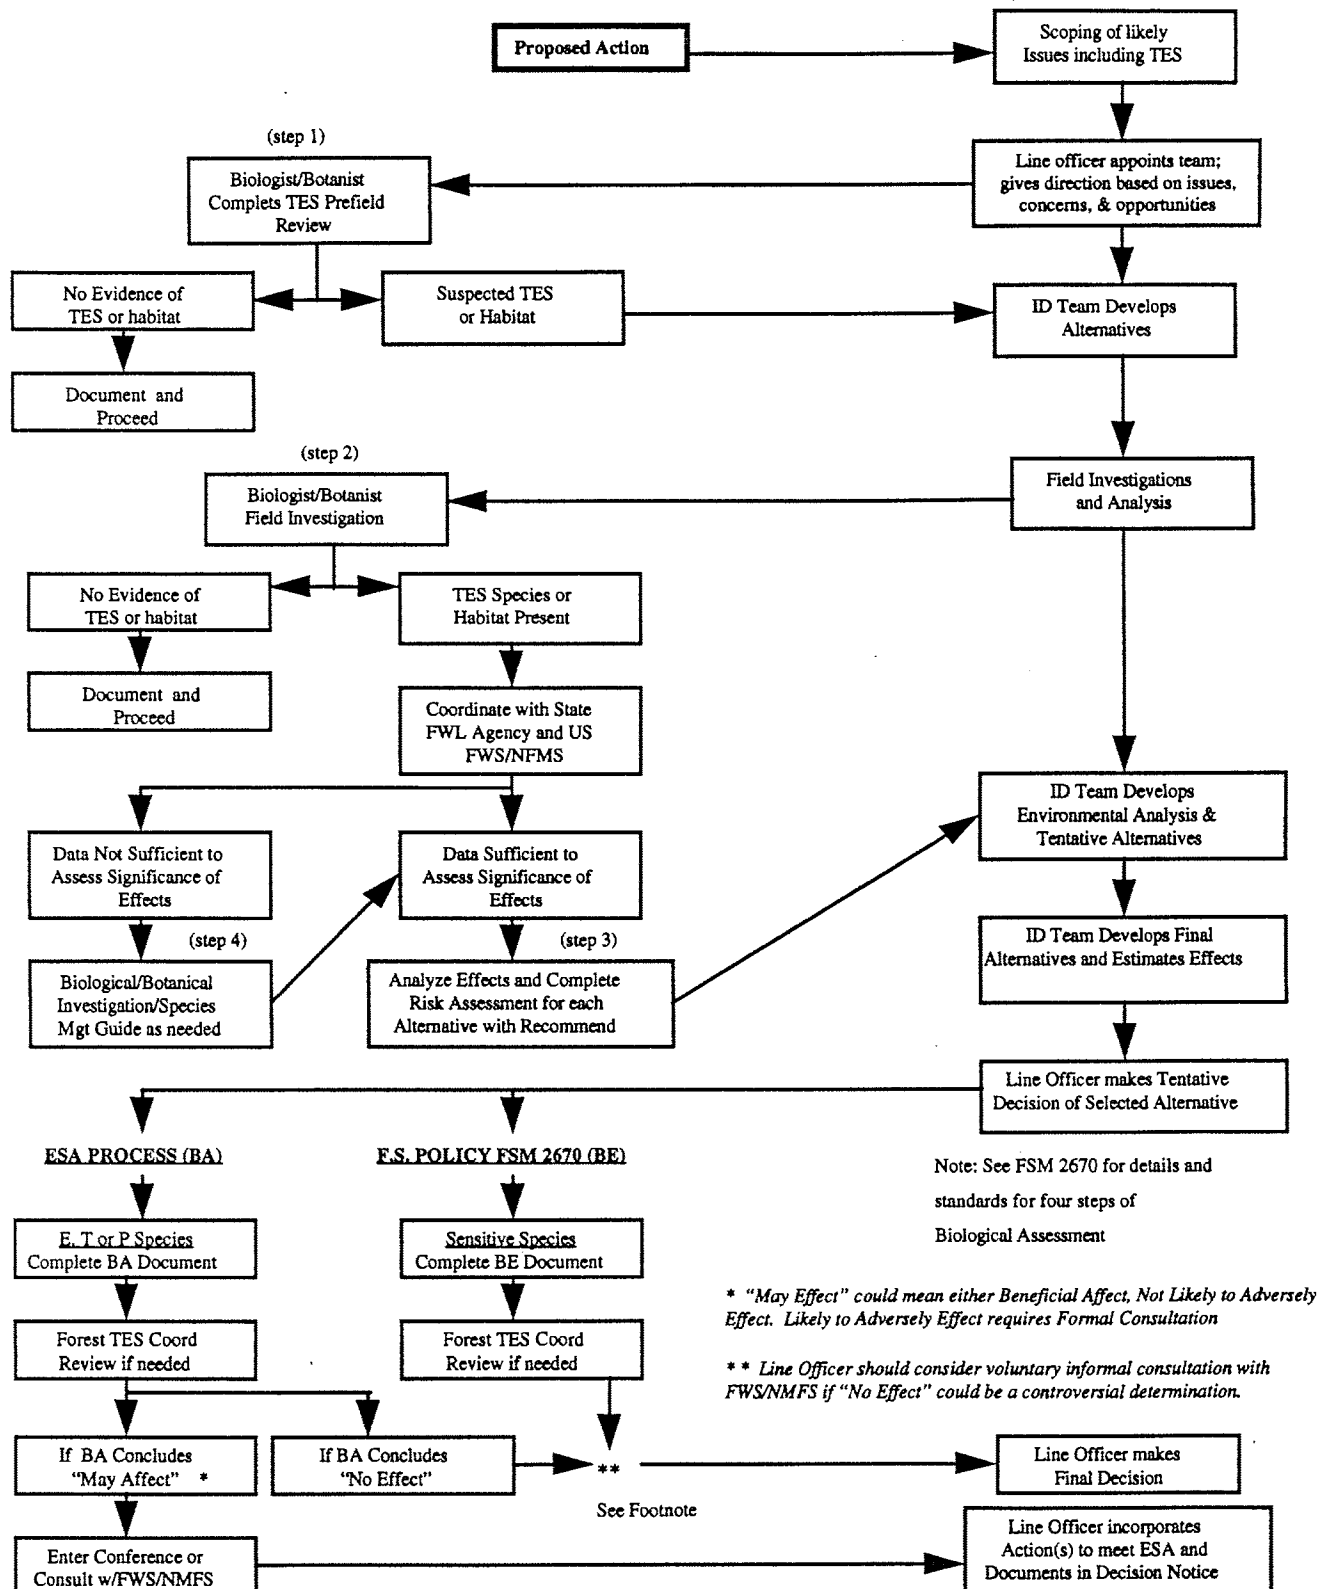 Proposed Action
Scoping of likely
Issues including TES
(step 1)
Line officer appoints team;
gives direction based on issues,
concerns, & opportunities
Biologist/Botanist
Complets TES Prefield
Review
No Evidence of
TES or habitat
Suspected TES
or Habitat
ID Team Develops
Alternatives
Document and
Proceed
(step 2)
Biologist/Botanist
Field Investigation
Field Investigations
and Analysis
No Evidence of
TES or habitat
TES Species or
Habitat Present
Document and
Proceed
Coordinate with State
FWL Agency and US
FWS/NFMS
ID Team Develops
Environmental Analysis &
Tentative Alternatives
Data Not Sufficient to
Assess Significance of
Effects
Data Sufficient to
Assess Significance of
Effects
(step 4)
(step 3)
ID Team Develops Final
Alternatives and Estimates Effects
Biological/Botanical
Investigation/Species
Mgt Guide as needed
Analyze Effects and Complete
Risk Assessment for each
Alternative with Recommend
Line Officer makes Tentative
Decision of Selected Alternative
ESA PROCESS (BA)
F.S. POLICY FSM 2670 (BE)
Note: See FSM 2670 for details and
standards for four steps of
Biological Assessment
E. T or P Species
Complete BA Document
Sensitive Species
Complete BE Document
* "May Effect" could mean either Beneficial Affect, Not Likely to Adversely
Effect. Likely to Adversely Effect requires Formal Consultation
Forest TES Coord
Review if needed
Forest TES Coord
Review if needed
* * Line Officer should consider voluntary informal consultation with
FWS/NMFS if "No Effect" could be a controversial determination.
If BA Concludes
"May Affect" *
If BA Concludes
"No Effect"
**
See Footnote
Line Officer makes
Final Decision
Enter Conference or
Consult w/FWS/NMFS
Line Officer incorporates
Action(s) to meet ESA and
Documents in Decision Notice